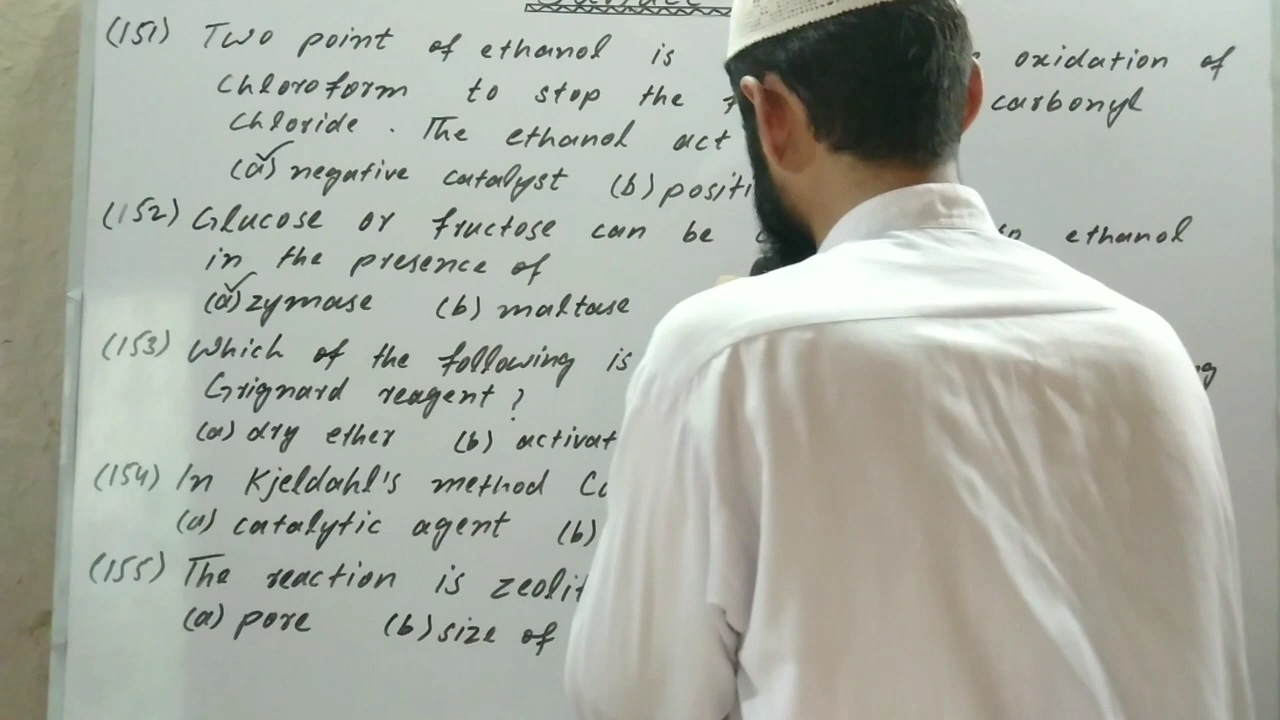 (151) Two point of ethanol is oxidation of
chloroform to stop the carbonyl
chloride. The ethanol act
(a) negative catalyst (b) positi
(152) Glucose or fructose can be ethanol
in the presence of
(a) zymase (b) maltase
(153) Which of the following is
Grignard reagent?
(a) dry ether (b) activat
(154) In Kjeldahl's method
(a) catalytic agent (b)
(155) The reaction is zeolit
(a) pore (b) size of